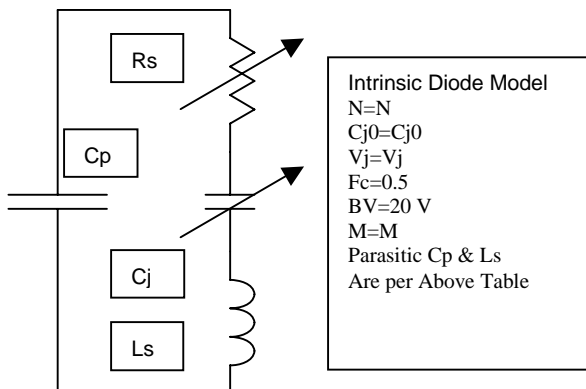 Rs
Cp
Cj
Ls
Intrinsic Diode Model
N=N
Cj0=Cj0
Vj=Vj
Fc=0.5
BV=20 V
M=M
Parasitic Cp & Ls
Are per Above Table